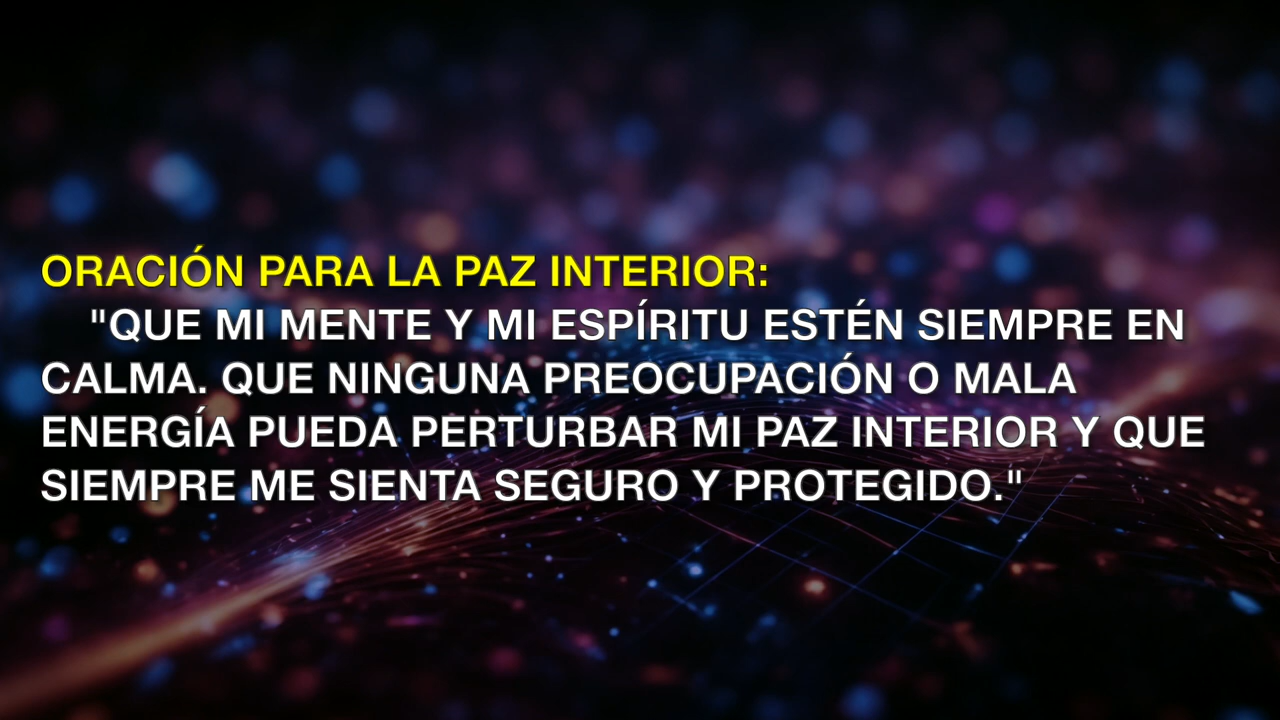 ORACIÓN PARA LA PAZ INTERIOR:
"QUE MI MENTE Y MI ESPÍRITU ESTÉN SIEMPRE EN
CALMA. QUE NINGUNA PREOCUPACIÓN O MALA
ENERGÍA PUEDA PERTURBAR MI PAZ INTERIOR Y QUE
SIEMPRE ME SIENTA SEGURO Y PROTEGIDO."